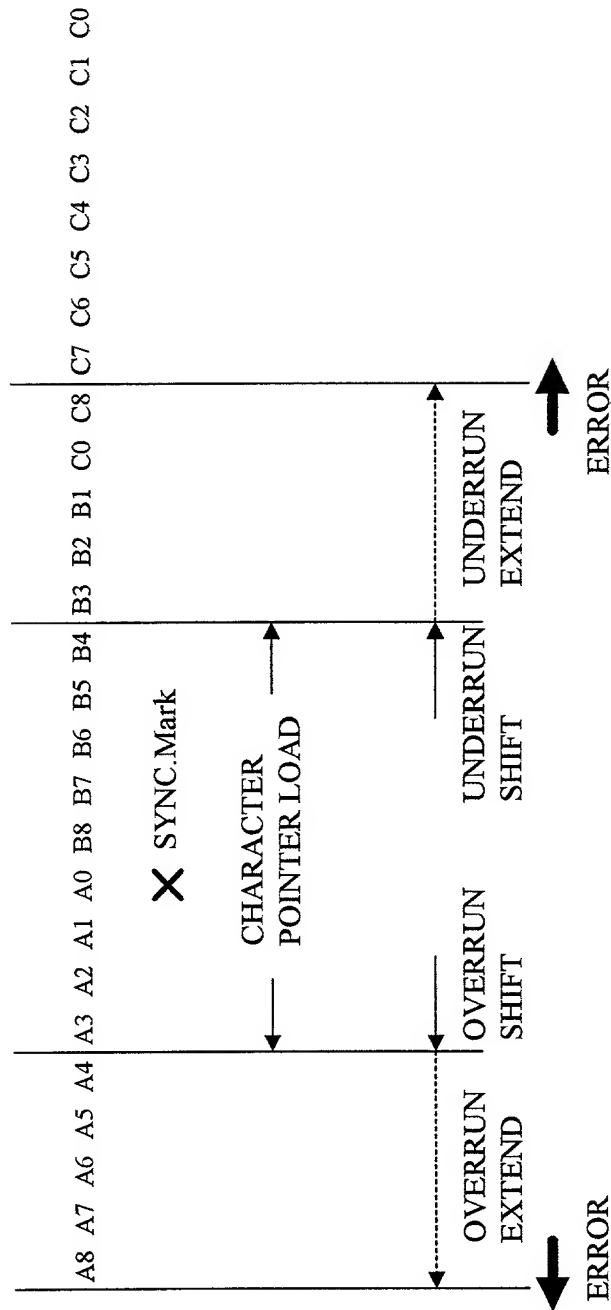 A8 A7 A6 A5 A4 A3 A2 A1 A0 B8 B7 B6 B5 B4 B3 B2 B1 C0 C8 C7 C6 C5 C4 C3 C2 C1 C0
SYNC.Mark
CHARACTER
POINTER LOAD
OVERRUN
EXTEND
OVERRUN
SHIFT
UNDERRUN
SHIFT
UNDERRUN
EXTEND
ERROR
ERROR